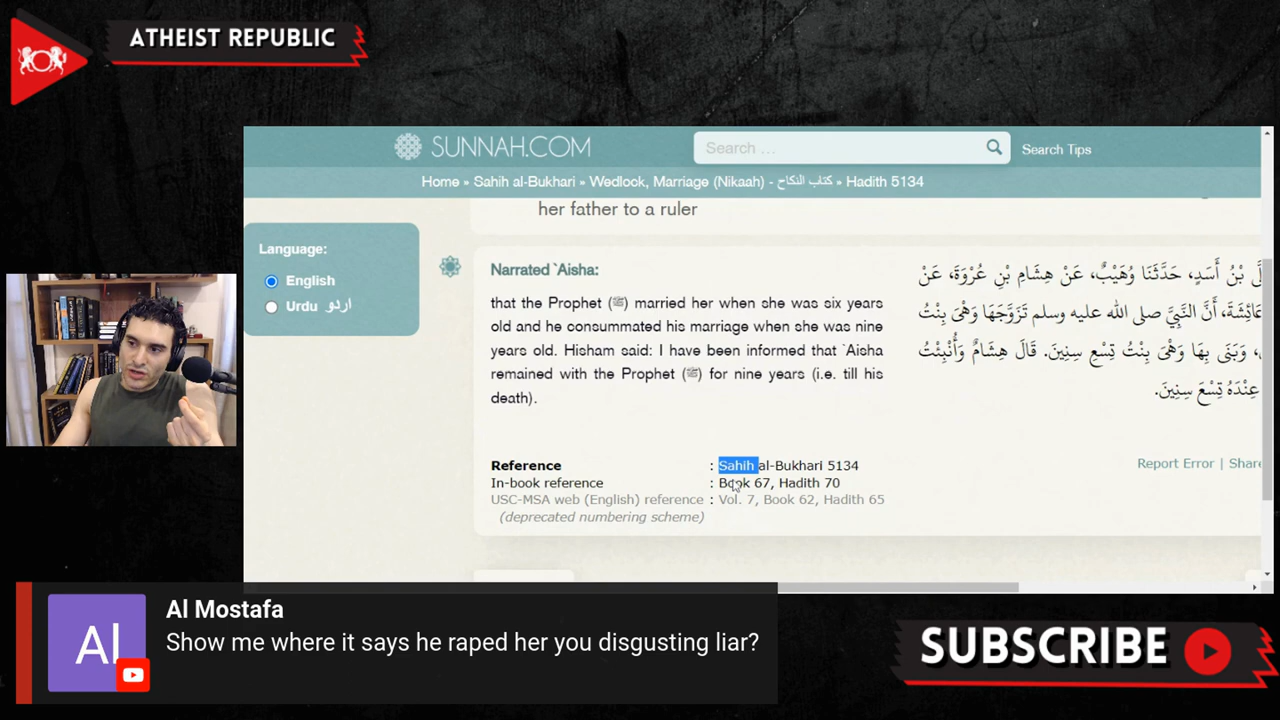 ATHEIST REPUBLIC
SUNNAH.COM
Search ...
Search Tips
Home » Sahih al-Bukhari » Wedlock, Marriage (Nikaah) - كتاب النكاح » Hadith 5134
her father to a ruler
Language:
English
Urdu اردو
Narrated `Aisha:
that the Prophet (ﷺ) married her when she was six years
old and he consummated his marriage when she was nine
years old. Hisham said: I have been informed that `Aisha
remained with the Prophet (ﷺ) for nine years (i.e. till his
death).
بْنُ أَسَدٍ، حَدَّثَنَا وُهَيْبٌ، عَنْ هِشَامِ بْنِ عُرْوَةَ، عَنْ
عَائِشَةَ، أَنَّ النَّبِيَّ صلى الله عليه وسلم تَزَوَّجَهَا وَهْىَ بِنْتُ
، وَبَنَى بِهَا وَهْىَ بِنْتُ تِسْعِ سِنِينَ. قَالَ هِشَامٌ وَأُنْبِئْتُ
عِنْدَهُ تِسْعَ سِنِينَ.
Reference : Sahih al-Bukhari 5134
In-book reference : Book 67, Hadith 70
USC-MSA web (English) reference : Vol. 7, Book 62, Hadith 65
(deprecated numbering scheme)
Report Error | Share
Al
Al Mostafa
Show me where it says he raped her you disgusting liar?
SUBSCRIBE